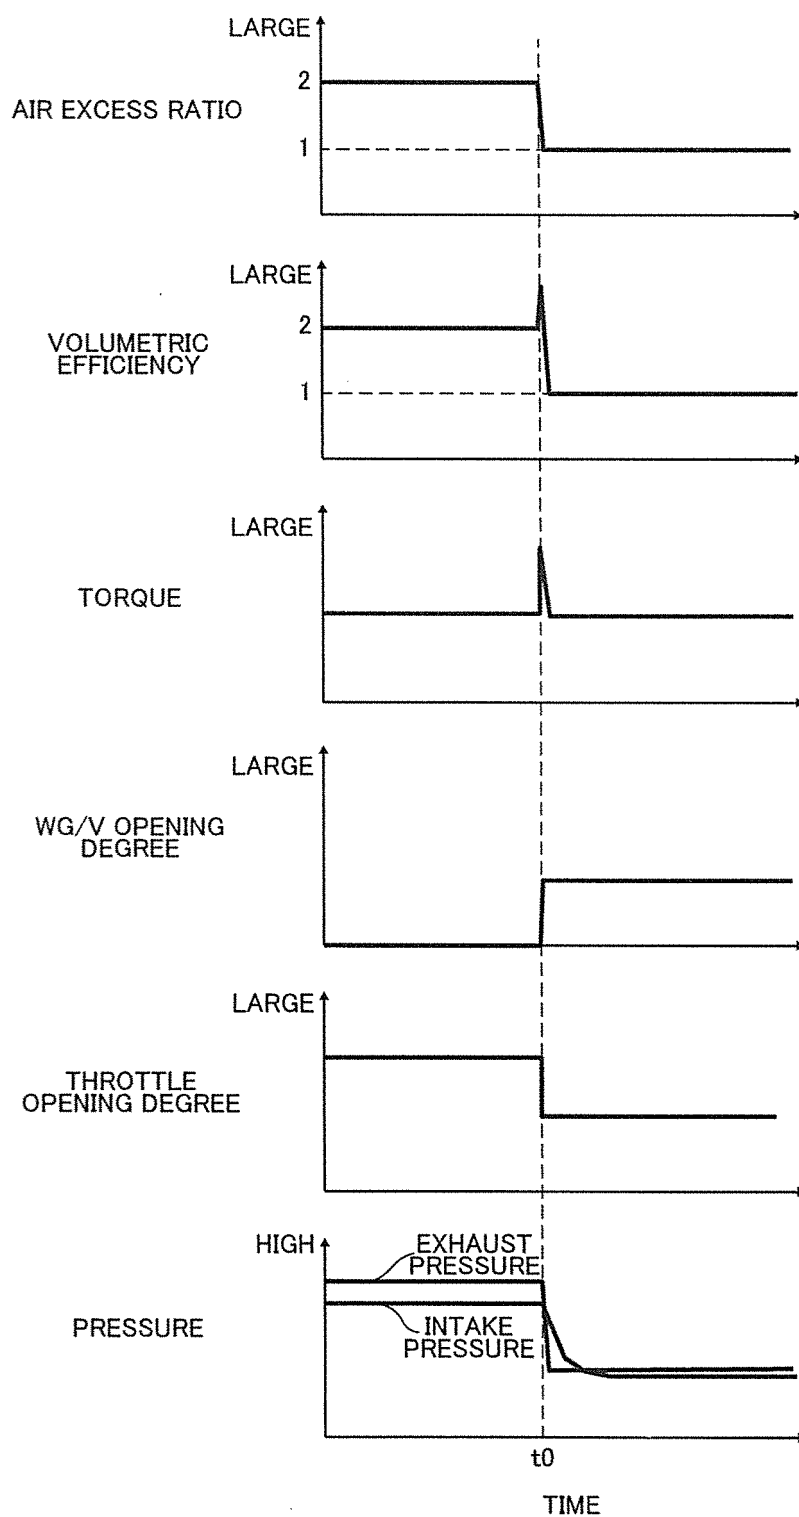 LARGE
2
AIR EXCESS RATIO
1
LARGE
2
VOLUMETRIC
EFFICIENCY
1
LARGE
TORQUE
LARGE
WG/V OPENING
DEGREE
LARGE
THROTTLE
OPENING DEGREE
HIGH
EXHAUST
PRESSURE
PRESSURE
INTAKE
PRESSURE
t0
TIME